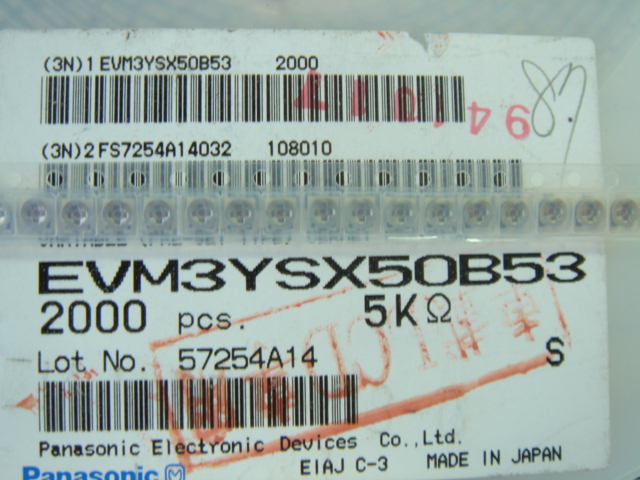 (3N)1 EVM3YSX50B53 2000
(3N)2 FS7254A14032 108010
EVM3YSX50B53
2000 pcs. 5KΩ
Lot No. 57254A14 S
Panasonic Electronic Devices Co.,Ltd.
EIAJ C-3 MADE IN JAPAN
Panasonic